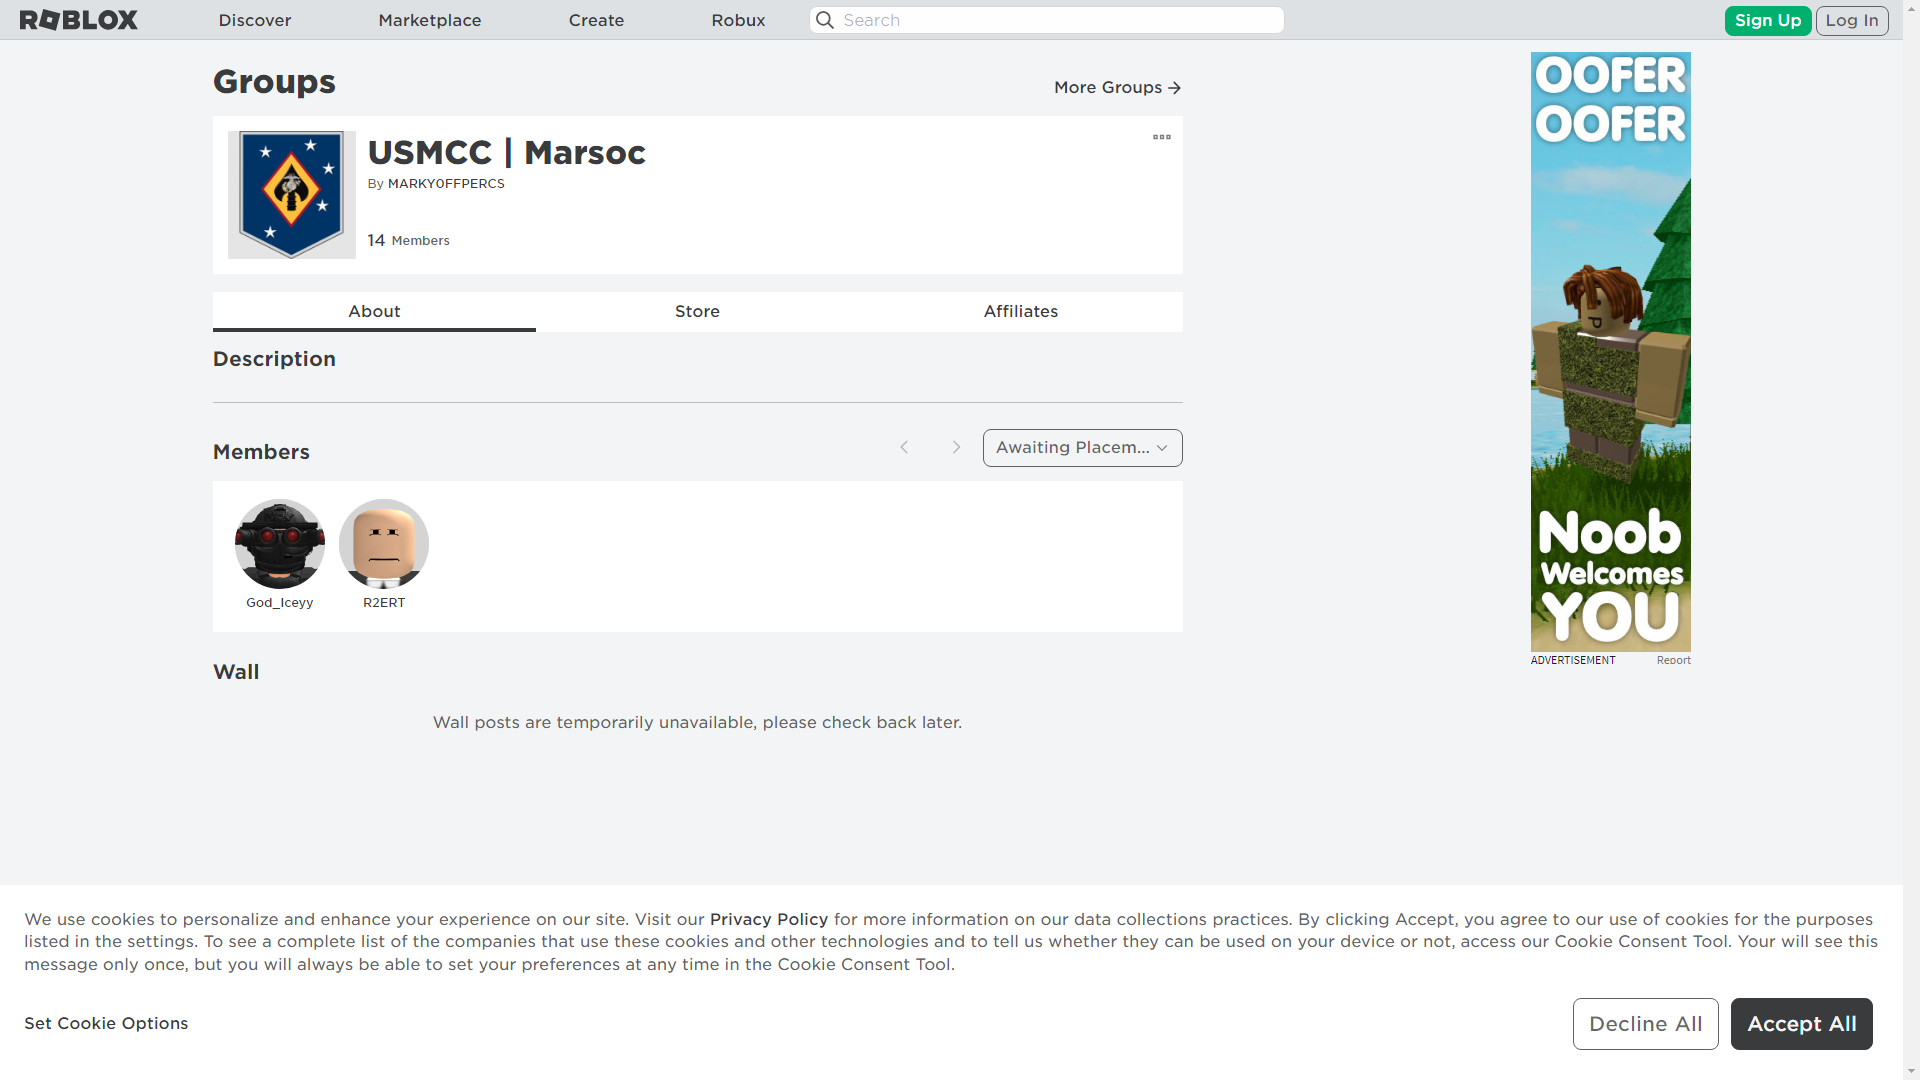 ROBLOX
Discover
Marketplace
Create
Robux
Search
Sign Up
Log In
Groups
More Groups
USMCC | Marsoc
By MARKY0FFPERCS
14 Members
About
Store
Affiliates
Description
Members
Awaiting Placem...
God_Iceyy
R2ERT
Wall
Wall posts are temporarily unavailable, please check back later.
OOFER
OOFER
Noob
Welcomes
YOU
ADVERTISEMENT
Report
We use cookies to personalize and enhance your experience on our site. Visit our Privacy Policy for more information on our data collections practices. By clicking Accept, you agree to our use of cookies for the purposes
listed in the settings. To see a complete list of the companies that use these cookies and other technologies and to tell us whether they can be used on your device or not, access our Cookie Consent Tool. Your will see this
message only once, but you will always be able to set your preferences at any time in the Cookie Consent Tool.
Set Cookie Options
Decline All
Accept All